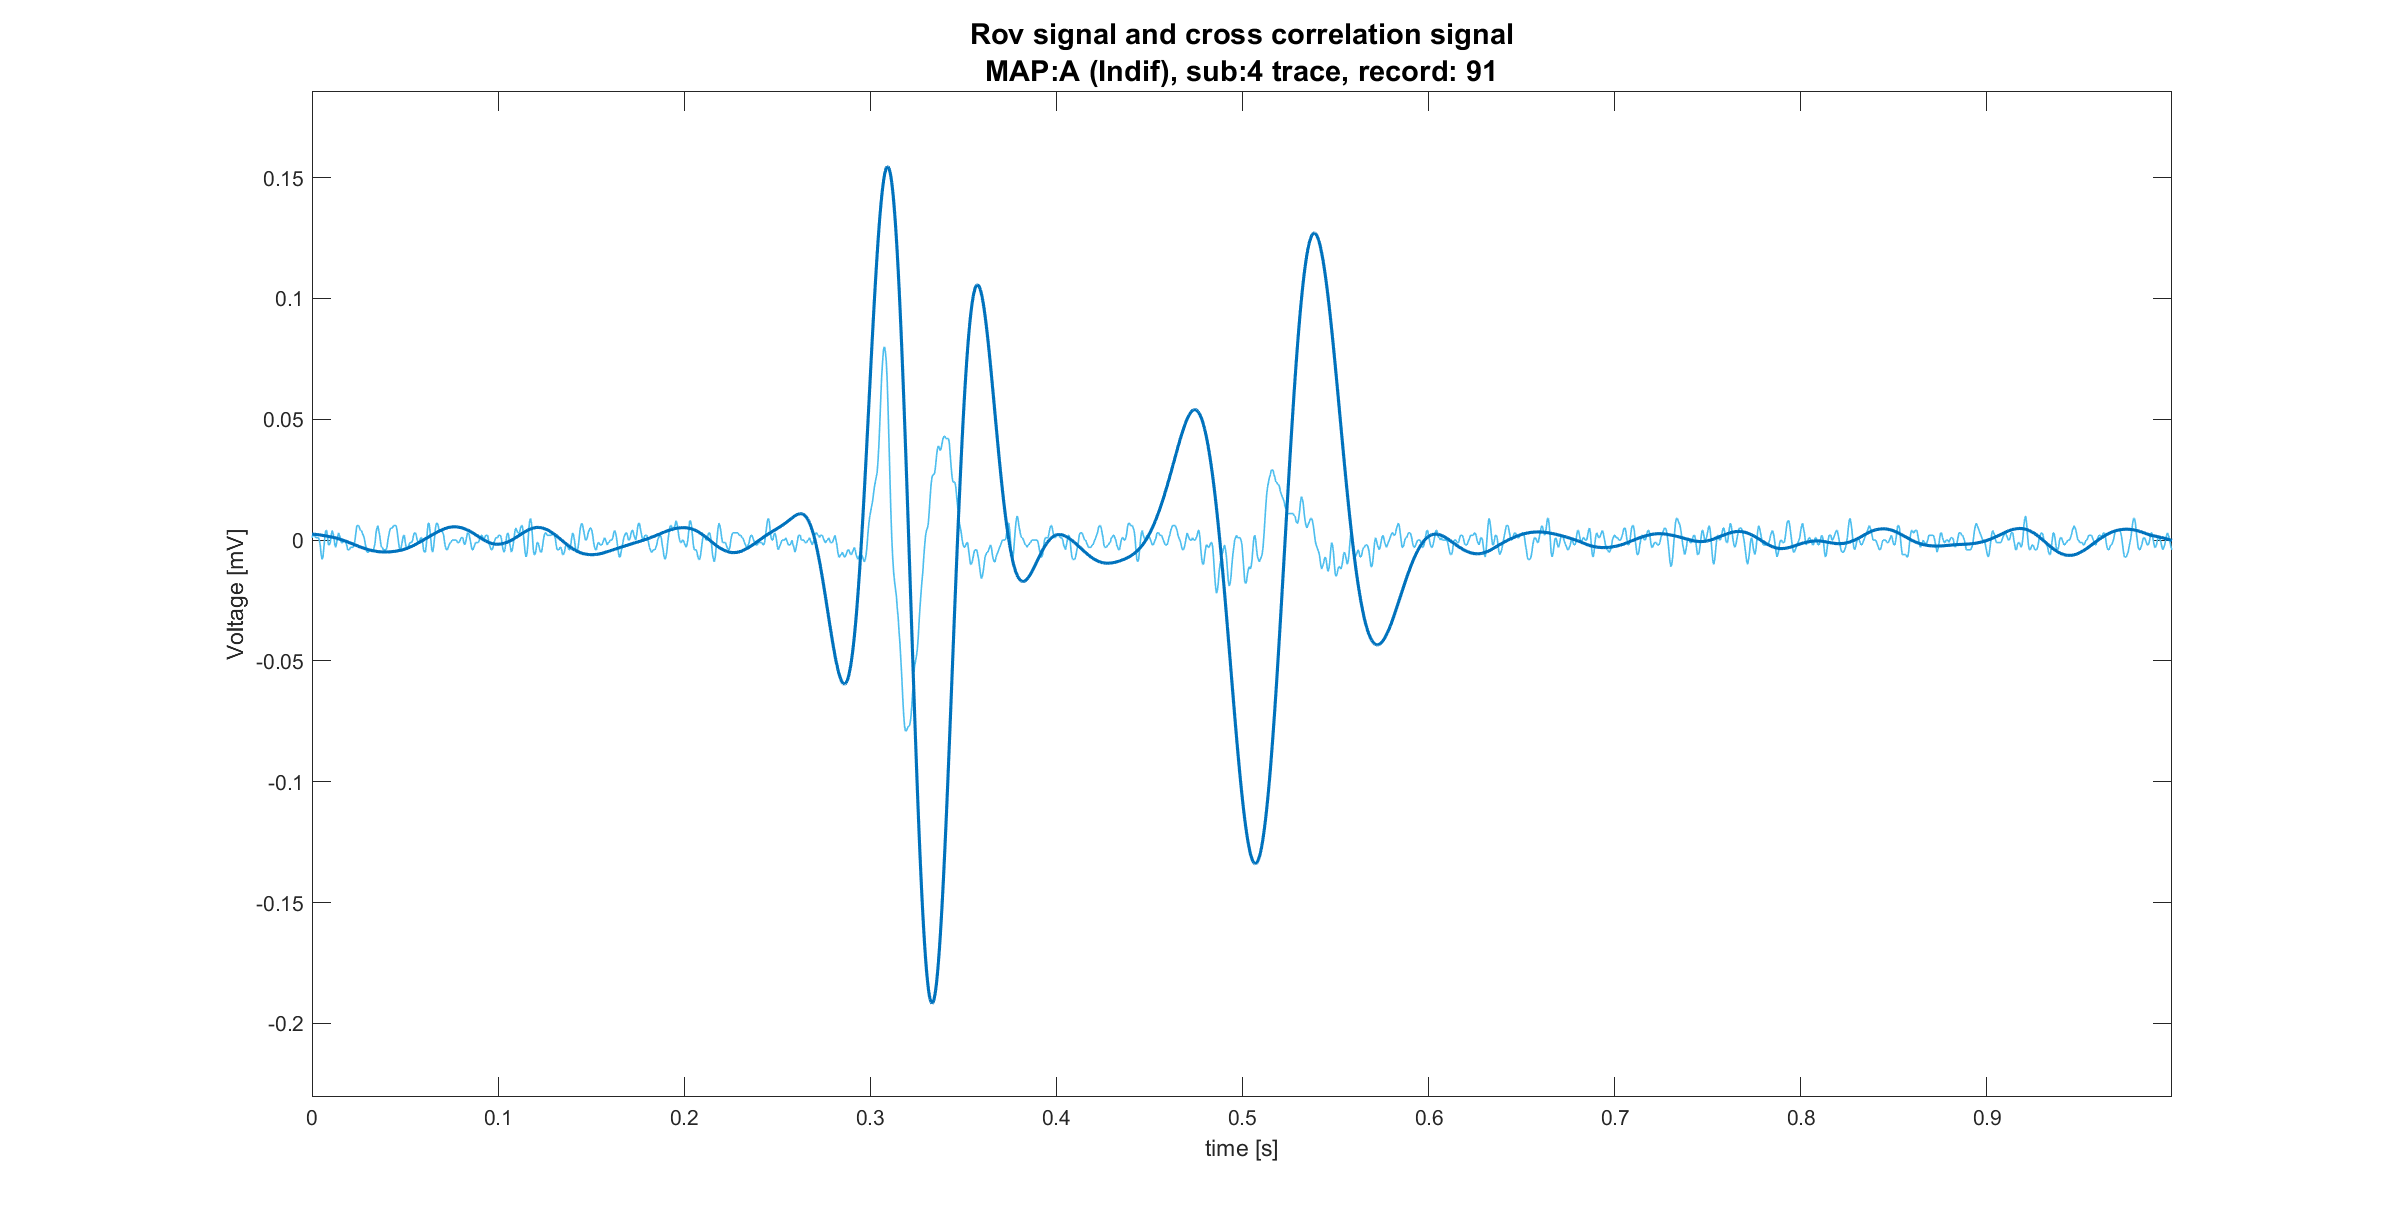 Rov signal and cross correlation signal
MAP:A (Indif), sub:4 trace, record: 91
0.15
0.1
0.05
0
-0.05
-0.1
-0.15
-0.2
Voltage [mV]
0 0.1 0.2 0.3 0.4 0.5 0.6 0.7 0.8 0.9
time [s]